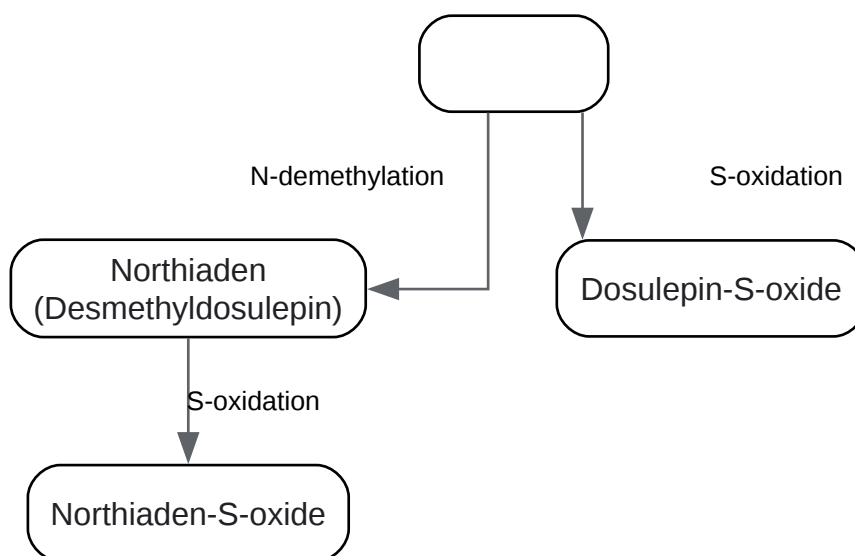 N-demethylation
S-oxidation
Northiaden
(Desmethyldosulepin)
Dosulepin-S-oxide
S-oxidation
Northiaden-S-oxide